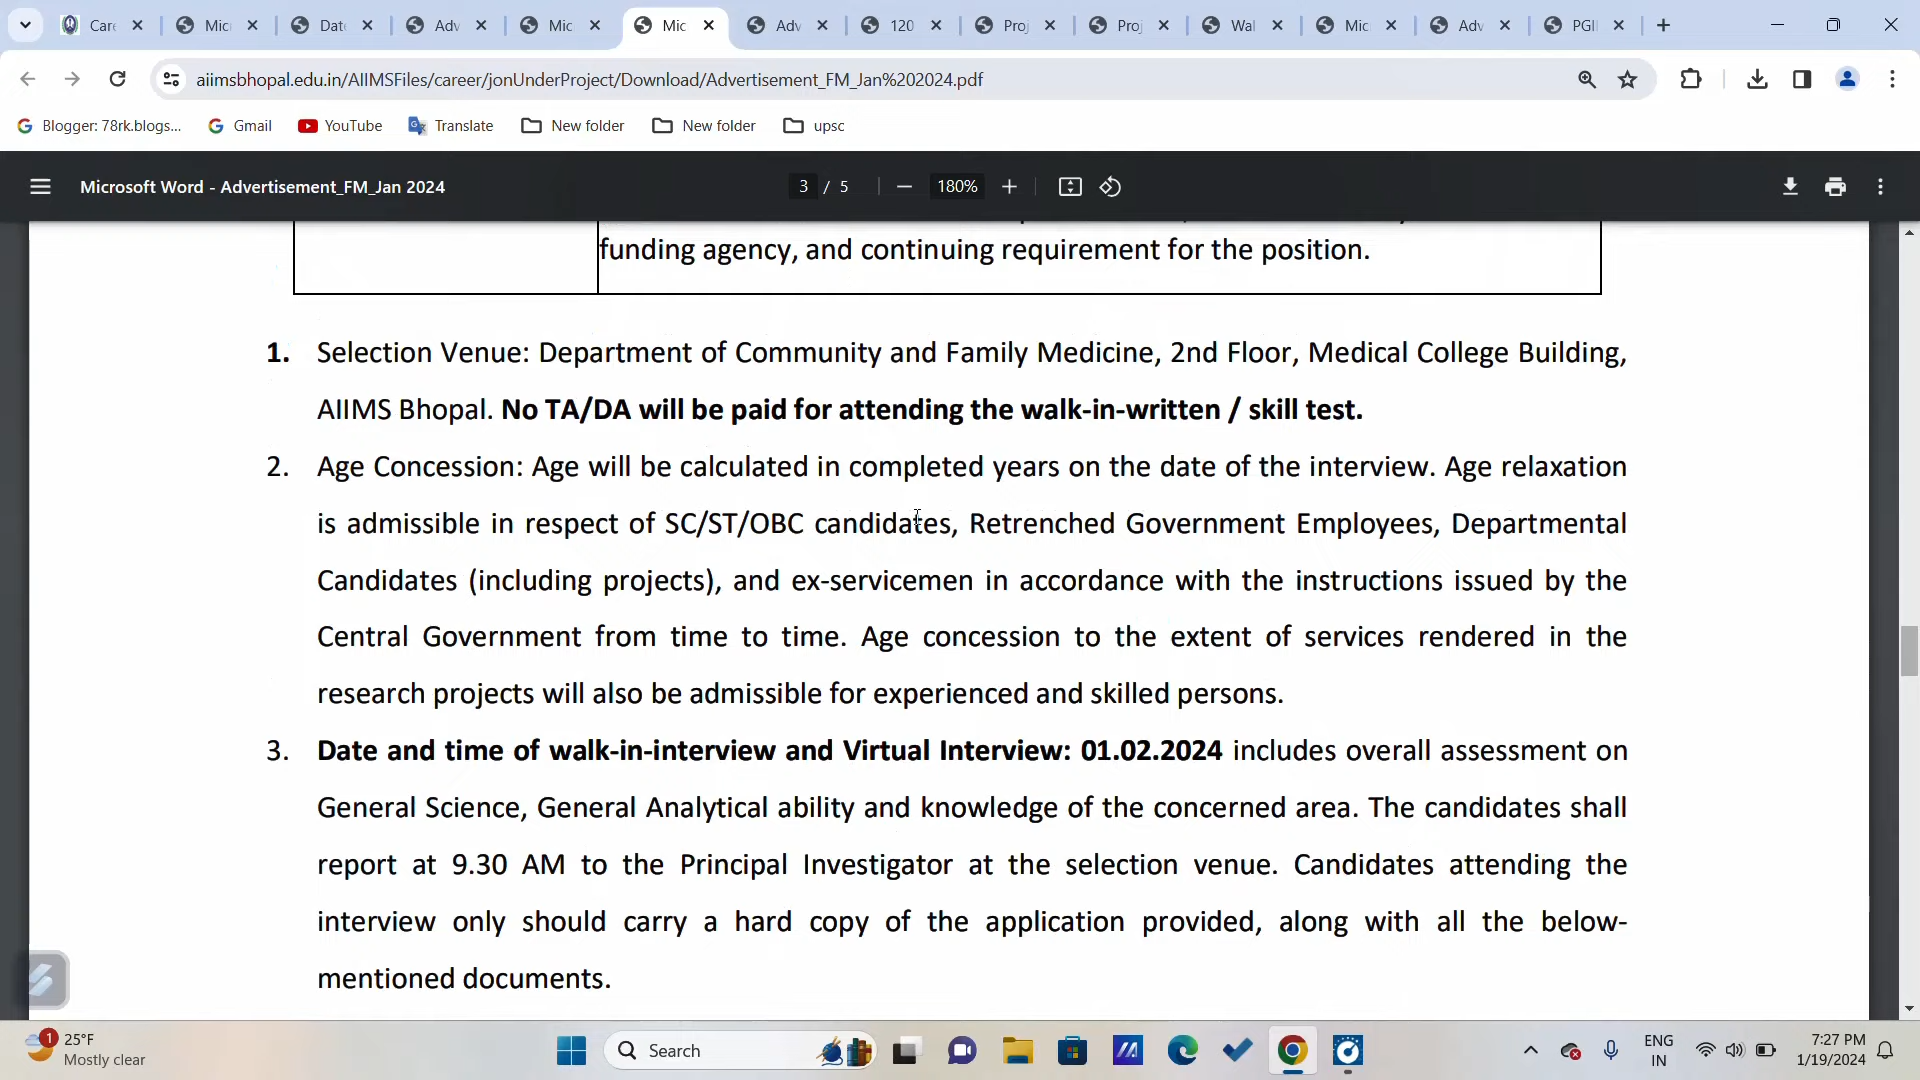 Care
Micr
Date
Adv
Mic
Mic
Adv
120
Proj
Proj
Wal
Mic
Adv
PGII
aiimsbhopal.edu.in/AIIMSFiles/career/jonUnderProject/Download/Advertisement_FM_Jan%202024.pdf
Blogger: 78rk.blogs... Gmail YouTube Translate New folder New folder upsc
Microsoft Word - Advertisement_FM_Jan 2024 3 / 5 180%
funding agency, and continuing requirement for the position.
1. Selection Venue: Department of Community and Family Medicine, 2nd Floor, Medical College Building,
AIIMS Bhopal. No TA/DA will be paid for attending the walk-in-written / skill test.
2. Age Concession: Age will be calculated in completed years on the date of the interview. Age relaxation
is admissible in respect of SC/ST/OBC candidates, Retrenched Government Employees, Departmental
Candidates (including projects), and ex-servicemen in accordance with the instructions issued by the
Central Government from time to time. Age concession to the extent of services rendered in the
research projects will also be admissible for experienced and skilled persons.
3. Date and time of walk-in-interview and Virtual Interview: 01.02.2024 includes overall assessment on
General Science, General Analytical ability and knowledge of the concerned area. The candidates shall
report at 9.30 AM to the Principal Investigator at the selection venue. Candidates attending the
interview only should carry a hard copy of the application provided, along with all the below-
mentioned documents.
1
25°F
Mostly clear
Search
ENG
IN
7:27 PM
1/19/2024